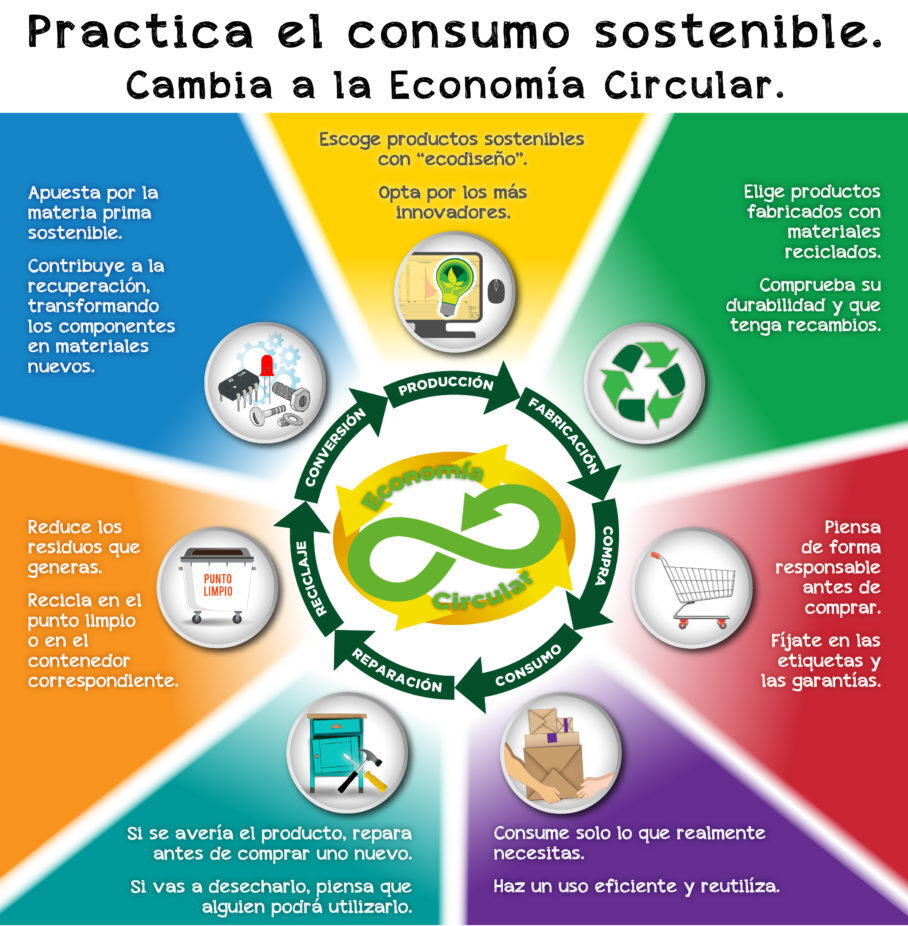 Practica el consumo sostenible.
Cambia a la Economía Circular.
Escoge productos sostenibles
con “ecodiseño”.
Opta por los más
innovadores.
Elige productos
fabricados con
materiales
reciclados.
Comprueba su
durabilidad y que
tenga recambios.
Piensa
de forma
responsable
antes de
comprar.
Fíjate en las
etiquetas y
las garantías.
Consume solo lo que realmente
necesitas.
Haz un uso eficiente y reutilíza.
Si se avería el producto, repara
antes de comprar uno nuevo.
Si vas a desecharlo, piensa que
alguien podrá utilizarlo.
Reduce los
residuos que
generas.
Recicla en el
punto limpio
o en el
contenedor
correspondiente.
PUNTO
LIMPIO
Apuesta por la
materia prima
sostenible.
Contribuye a la
recuperación,
transformando
los componentes
en materiales
nuevos.
PRODUCCIÓN
FABRICACIÓN
COMPRA
CONSUMO
REPARACIÓN
RECICLAJE
CONVERSIÓN
Economía
Circular